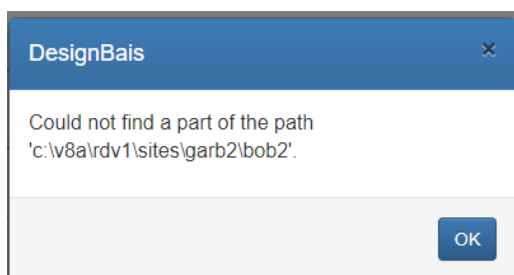 DesignBais
×
Could not find a part of the path
'c:\v8a\rdv1\sites\garb2\bob2'.
OK